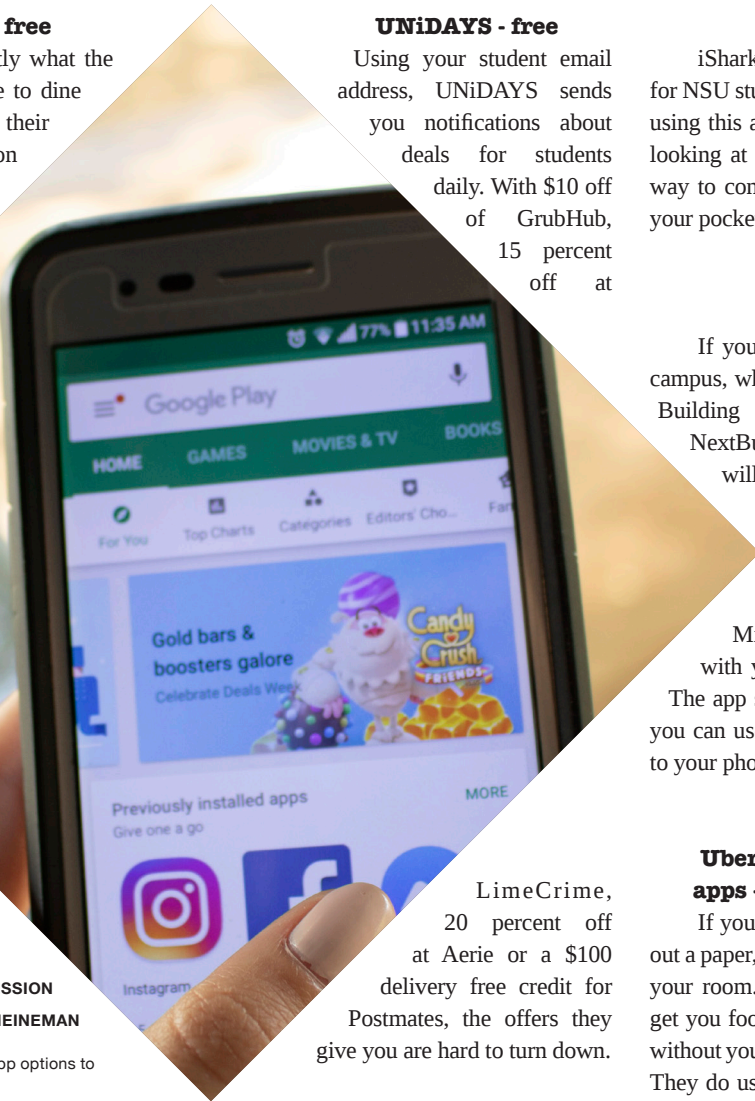 free
tly what the
e to dine
their
on
SSION
EINEMAN
op options to
UNiDAYS - free
Using your student email
address, UNiDAYS sends
you notifications about
deals for students
daily. With $10 off
of GrubHub,
15 percent
off at
LimeCrime,
20 percent off
at Aerie or a $100
delivery free credit for
Postmates, the offers they
give you are hard to turn down.
77% 11:35 AM
Google Play
HOME GAMES MOVIES & TV BOOKS
For You Top Charts Categories Editors' Cho... Fa
Gold bars &
boosters galore
Celebrate Deals Week
Candy
Crush
FRIENDS
Previously installed apps MORE
Give one a go
Instagram
iShark
for NSU stu
using this a
looking at
way to con
your pocke
If you
campus, wh
Building
NextBu
will
Mi
with y
The app s
you can us
to your pho
Uber
apps -
If you
out a paper,
your room.
get you foo
without you
They do us